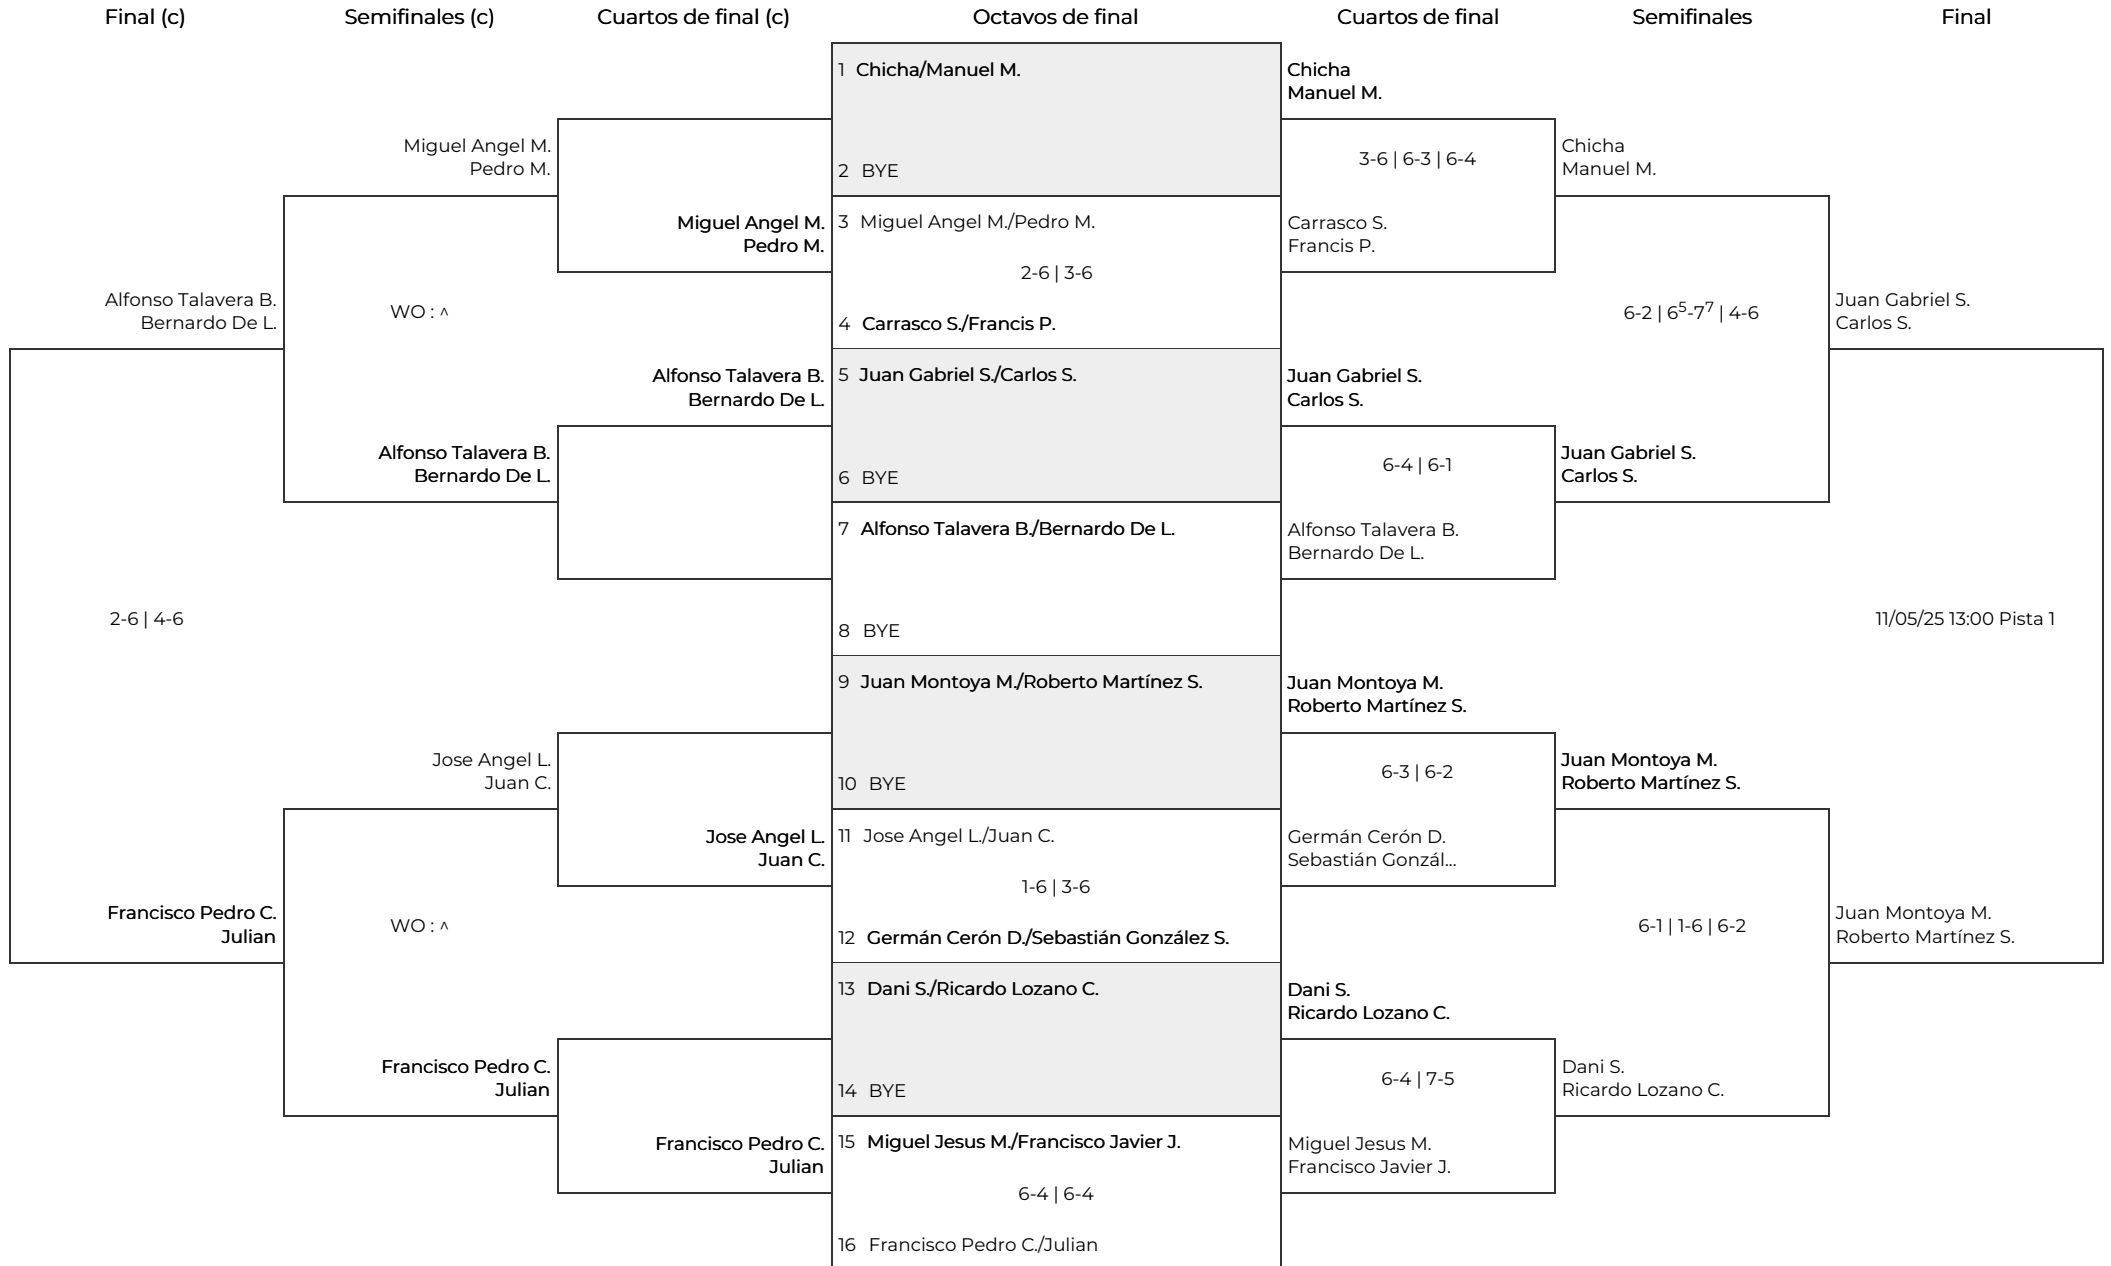 Final (c)
Semifinales (c)
Cuartos de final (c)
Octavos de final
Cuartos de final
Semifinales
Final
Alfonso Talavera B.
Bernardo De L.
2-6 | 4-6
Francisco Pedro C.
Julian
Miguel Angel M.
Pedro M.
WO : ^
Alfonso Talavera B.
Bernardo De L.
Jose Angel L.
Juan C.
WO : ^
Francisco Pedro C.
Julian
Miguel Angel M.
Pedro M.
Alfonso Talavera B.
Bernardo De L.
Jose Angel L.
Juan C.
Francisco Pedro C.
Julian
1 Chicha/Manuel M.
2 BYE
3 Miguel Angel M./Pedro M.
2-6 | 3-6
4 Carrasco S./Francis P.
5 Juan Gabriel S./Carlos S.
6 BYE
7 Alfonso Talavera B./Bernardo De L.
8 BYE
9 Juan Montoya M./Roberto Martínez S.
10 BYE
11 Jose Angel L./Juan C.
1-6 | 3-6
12 Germán Cerón D./Sebastián González S.
13 Dani S./Ricardo Lozano C.
14 BYE
15 Miguel Jesus M./Francisco Javier J.
6-4 | 6-4
16 Francisco Pedro C./Julian
Chicha
Manuel M.
3-6 | 6-3 | 6-4
Carrasco S.
Francis P.
Juan Gabriel S.
Carlos S.
6-4 | 6-1
Alfonso Talavera B.
Bernardo De L.
Juan Montoya M.
Roberto Martínez S.
6-3 | 6-2
Germán Cerón D.
Sebastián Gonzál...
Dani S.
Ricardo Lozano C.
6-4 | 7-5
Miguel Jesus M.
Francisco Javier J.
Chicha
Manuel M.
6-2 | 6⁵-7⁷ | 4-6
Juan Gabriel S.
Carlos S.
Juan Montoya M.
Roberto Martínez S.
6-1 | 1-6 | 6-2
Dani S.
Ricardo Lozano C.
Juan Gabriel S.
Carlos S.
11/05/25 13:00 Pista 1
Juan Montoya M.
Roberto Martínez S.